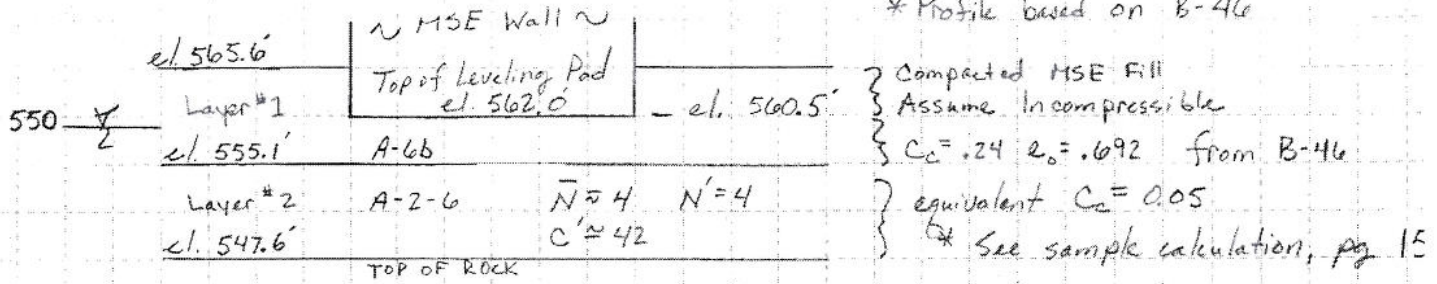 * Profile based on B-46
~ MSE Wall ~
el. 565.6'
Top of Leveling Pad
el. 562.0'
Compacted MSE Fill
Layer #1
el. 560.5'
Assume Incompressible
550
el. 555.1' A-6b
Cc = .24 eo = .692 from B-46
Layer #2 A-2-6 N̄ ≈ 4 N' = 4
equivalent Cc = 0.05
el. 547.6' C' ≈ 42
* See sample calculation, pg 15
TOP OF ROCK